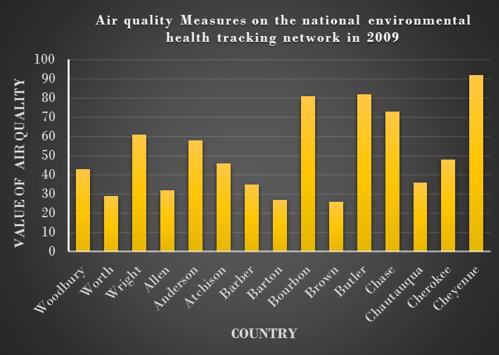 Air quality Measures on the national environmental
health tracking network in 2009
VALUE OF AIR QUALITY
100
90
80
70
60
50
40
30
20
10
0
Woodbury
Worth
Wright
Allen
Anderson
Atchison
Barber
Barton
Bourbon
Brown
Butler
Chase
Chautauqua
Cherokee
Cheyenne
COUNTRY